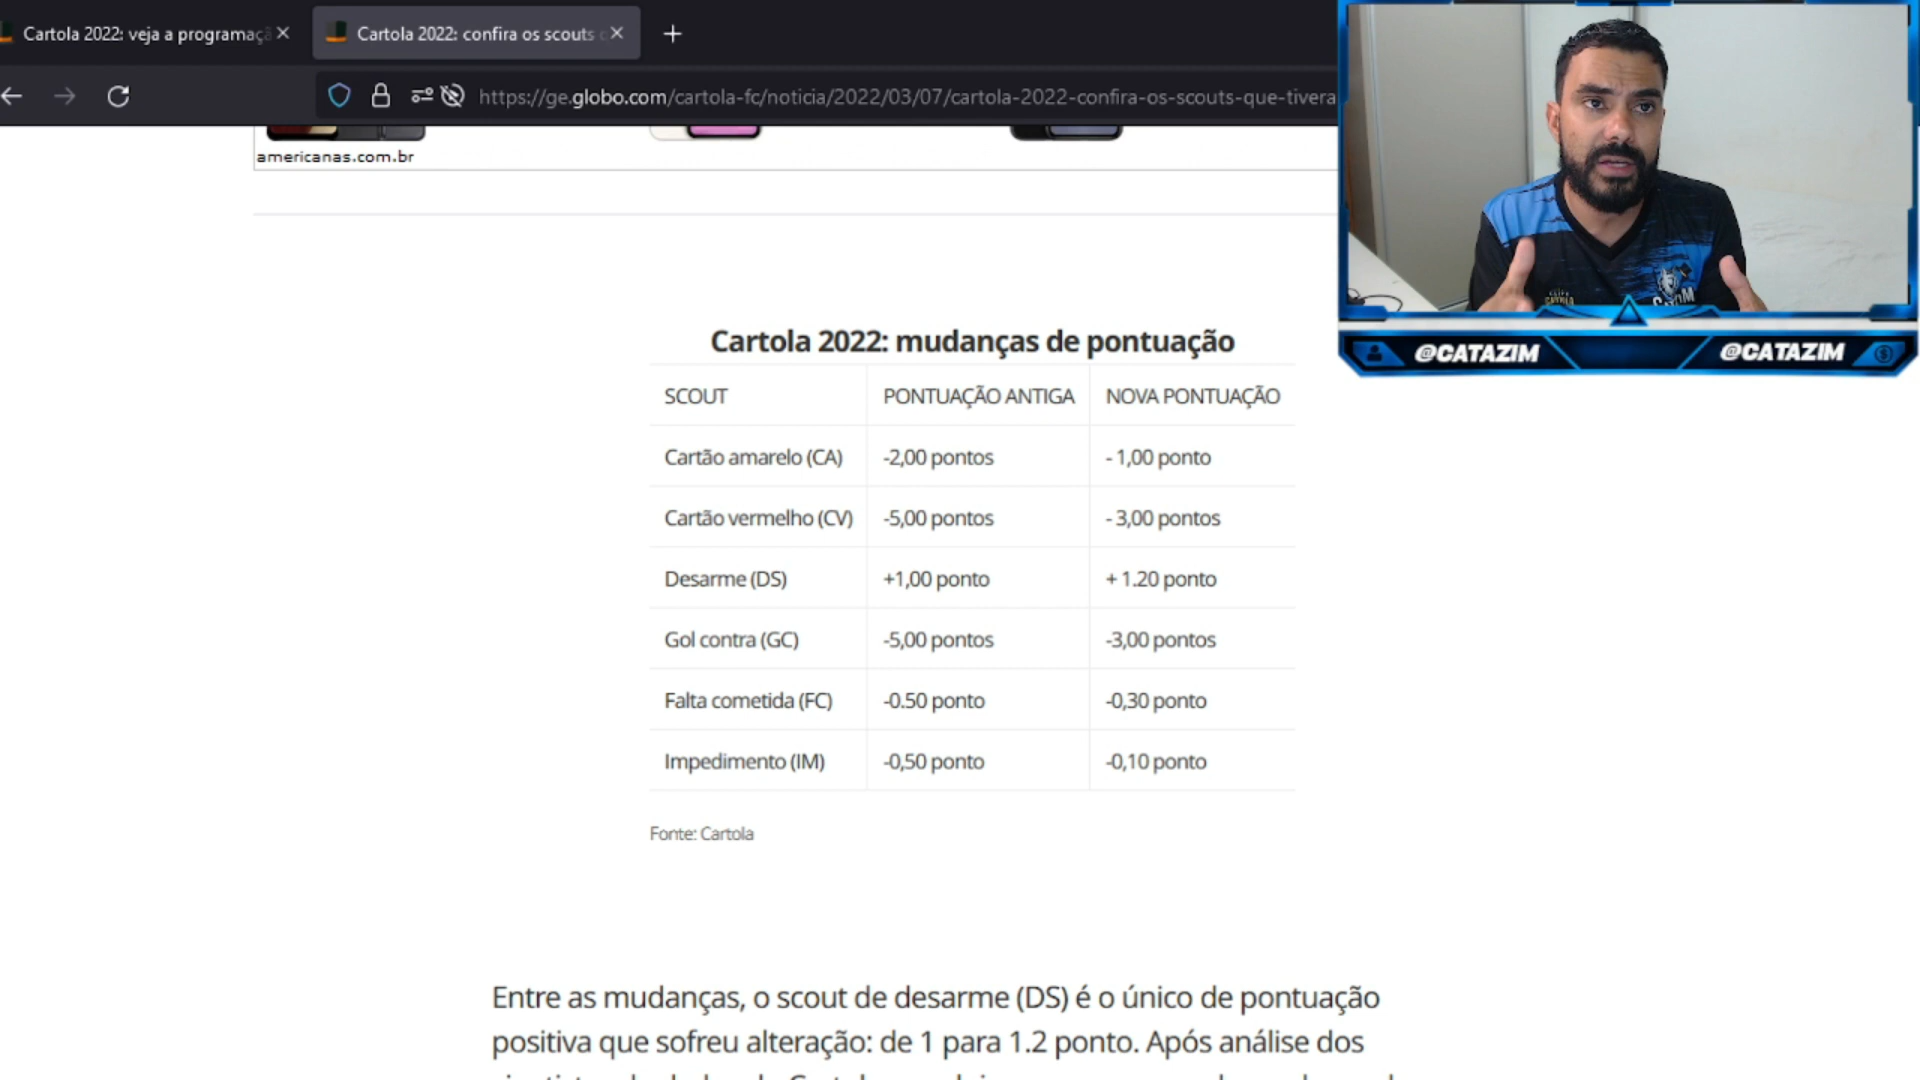 Cartola 2022: veja a programaçã
Cartola 2022: confira os scouts
https://ge.globo.com/cartola-fc/noticia/2022/03/07/cartola-2022-confira-os-scouts-que-tivera
americanas.com.br
@CATAZIM @CATAZIM
Cartola 2022: mudanças de pontuação
SCOUT PONTUAÇÃO ANTIGA NOVA PONTUAÇÃO
Cartão amarelo (CA) -2,00 pontos - 1,00 ponto
Cartão vermelho (CV) -5,00 pontos - 3,00 pontos
Desarme (DS) +1,00 ponto + 1.20 ponto
Gol contra (GC) -5,00 pontos -3,00 pontos
Falta cometida (FC) -0.50 ponto -0,30 ponto
Impedimento (IM) -0,50 ponto -0,10 ponto
Fonte: Cartola
Entre as mudanças, o scout de desarme (DS) é o único de pontuação
positiva que sofreu alteração: de 1 para 1.2 ponto. Após análise dos